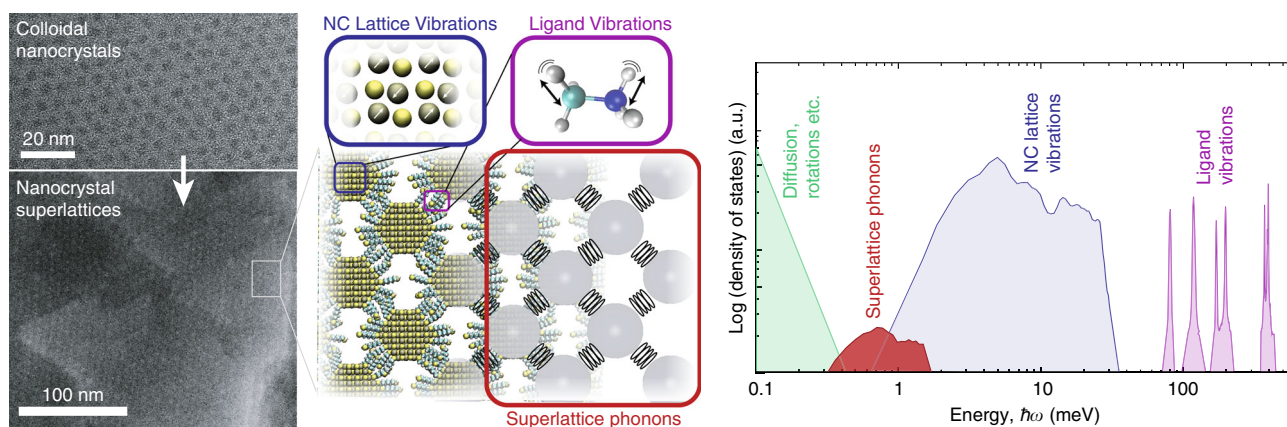 Colloidal
nanocrystals
20 nm
Nanocrystal
superlattices
100 nm
NC Lattice Vibrations
Ligand Vibrations
Superlattice phonons
Log (density of states) (a.u.)
Diffusion,
rotations etc.
Superlattice phonons
NC lattice
vibrations
Ligand
vibrations
0.1
1
10
100
Energy, ħω (meV)